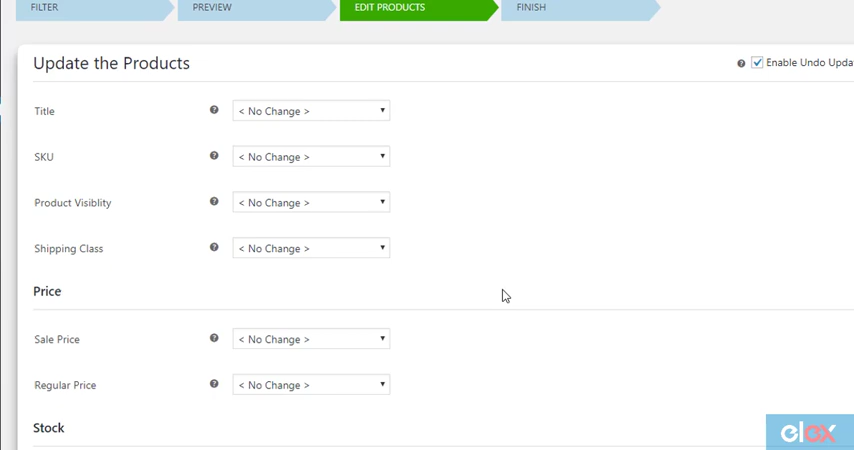 FILTER PREVIEW EDIT PRODUCTS FINISH
Update the Products
Enable Undo Upda
Title < No Change >
SKU < No Change >
Product Visiblity < No Change >
Shipping Class < No Change >
Price
Sale Price < No Change >
Regular Price < No Change >
Stock
elex